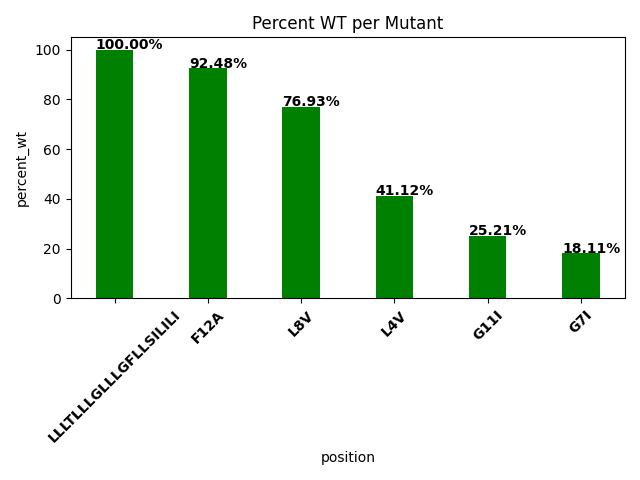 Percent WT per Mutant
percent_wt
100
80
60
40
20
0
100.00%
92.48%
76.93%
41.12%
25.21%
18.11%
LLLTLLLGLLLGFLLSILILI
F12A
L8V
L4V
G11I
G7I
position